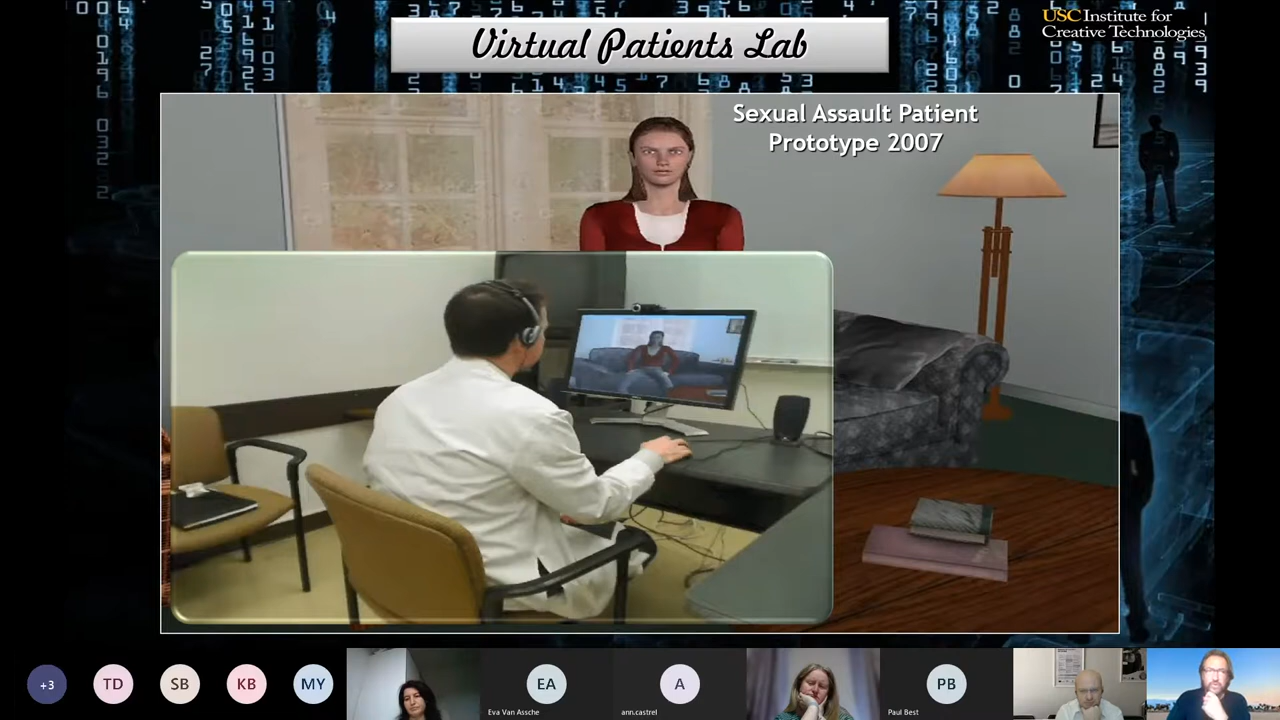 Virtual Patients Lab
USC Institute for
Creative Technologies
Sexual Assault Patient
Prototype 2007
+3
TD
SB
KB
MY
EA
Eva Van Assche
A
ann.castrel
PB
Paul Best